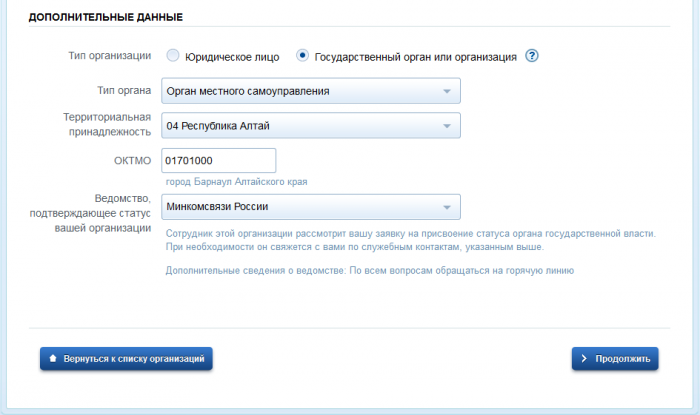 ДОПОЛНИТЕЛЬНЫЕ ДАННЫЕ
Тип организации Юридическое лицо Государственный орган или организация ?
Тип органа Орган местного самоуправления
Территориальная
принадлежность 04 Республика Алтай
ОКТМО 01701000
город Барнаул Алтайского края
Ведомство,
подтверждающее статус
вашей организации Минкомсвязи России
Сотрудник этой организации рассмотрит вашу заявку на присвоение статуса органа государственной власти.
При необходимости он свяжется с вами по служебным контактам, указанным выше.
Дополнительные сведения о ведомстве: По всем вопросам обращаться на горячую линию
Вернуться к списку организаций Продолжить